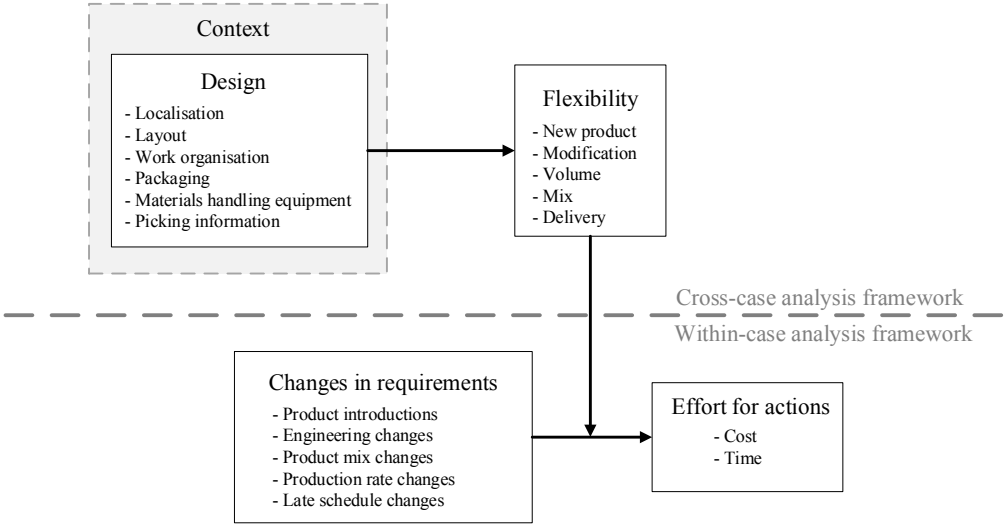 Context
Design
- Localisation
- Layout
- Work organisation
- Packaging
- Materials handling equipment
- Picking information
Flexibility
- New product
- Modification
- Volume
- Mix
- Delivery
Cross-case analysis framework
Within-case analysis framework
Changes in requirements
- Product introductions
- Engineering changes
- Product mix changes
- Production rate changes
- Late schedule changes
Effort for actions
- Cost
- Time